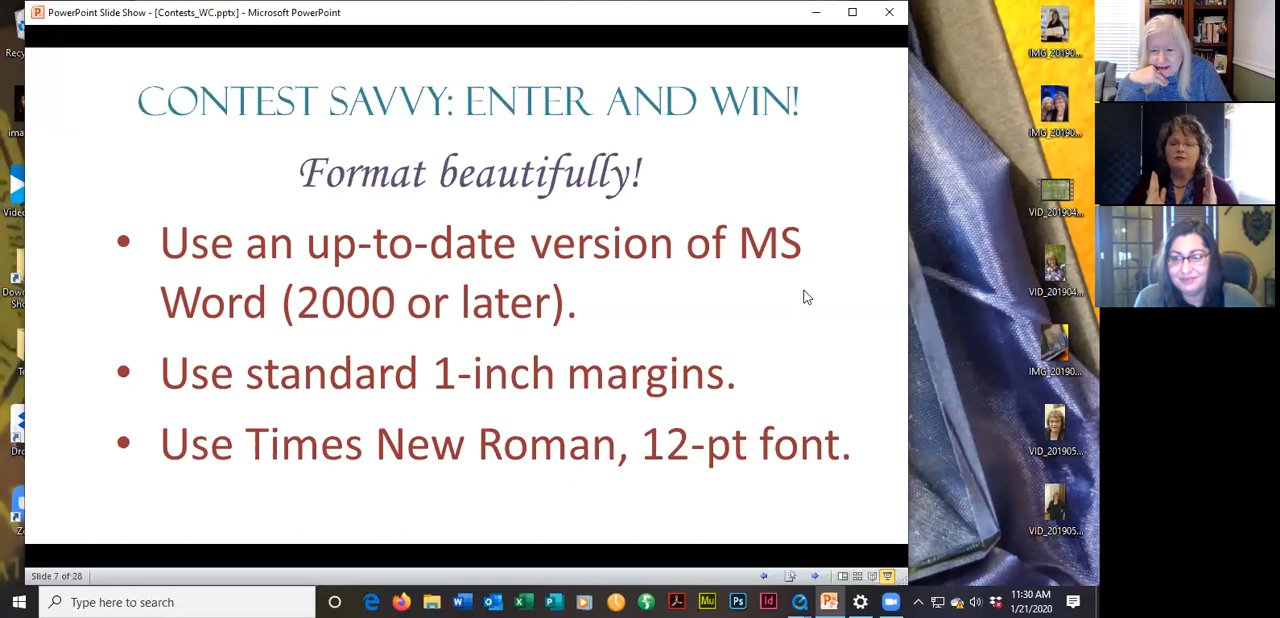 PowerPoint Slide Show - [Contests_WC.pptx] - Microsoft PowerPoint
CONTEST SAVVY: ENTER AND WIN!
Format beautifully!
• Use an up-to-date version of MS
Word (2000 or later).
• Use standard 1-inch margins.
• Use Times New Roman, 12-pt font.
Slide 7 of 28
IMG_20190...
IMG_20190...
VID_201904...
VID_201904...
IMG_20190...
VID_201905...
VID_201905...
Type here to search
11:30 AM
1/21/2020